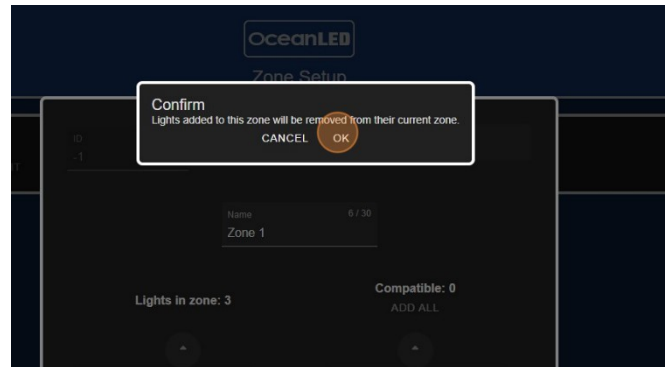 OceanLED
Zone Setup
Confirm
Lights added to this zone will be removed from their current zone.
CANCEL OK
ID
-1
Name 6 / 30
Zone 1
Lights in zone: 3
Compatible: 0
ADD ALL